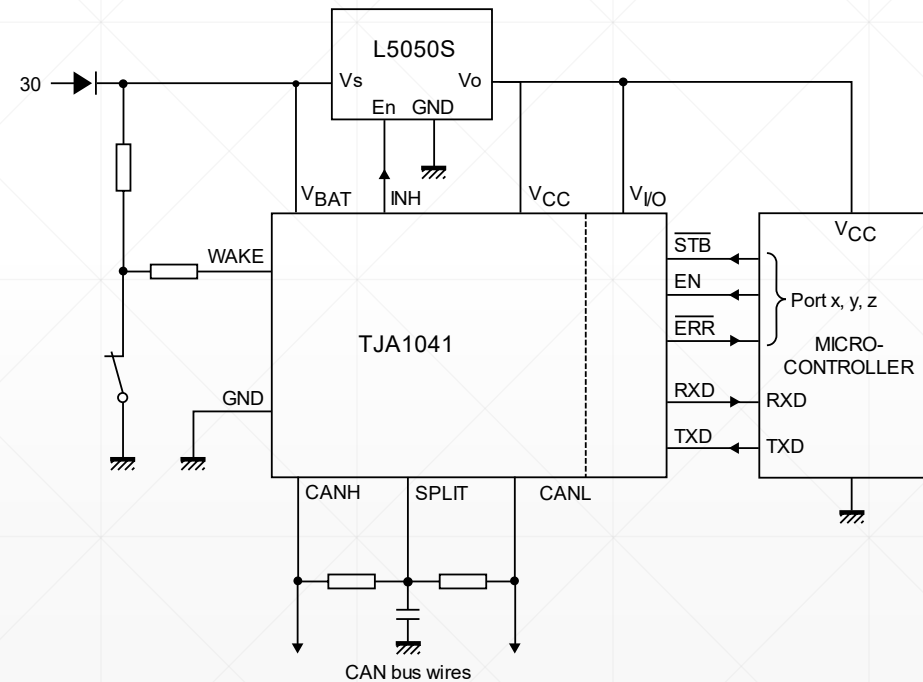 L5050S
30
Vs
Vo
En
GND
VBAT
INH
VCC
VI/O
WAKE
STB
VCC
EN
Port x, y, z
TJA1041
ERR
MICRO-
CONTROLLER
GND
RXD
RXD
TXD
TXD
CANH
SPLIT
CANL
CAN bus wires